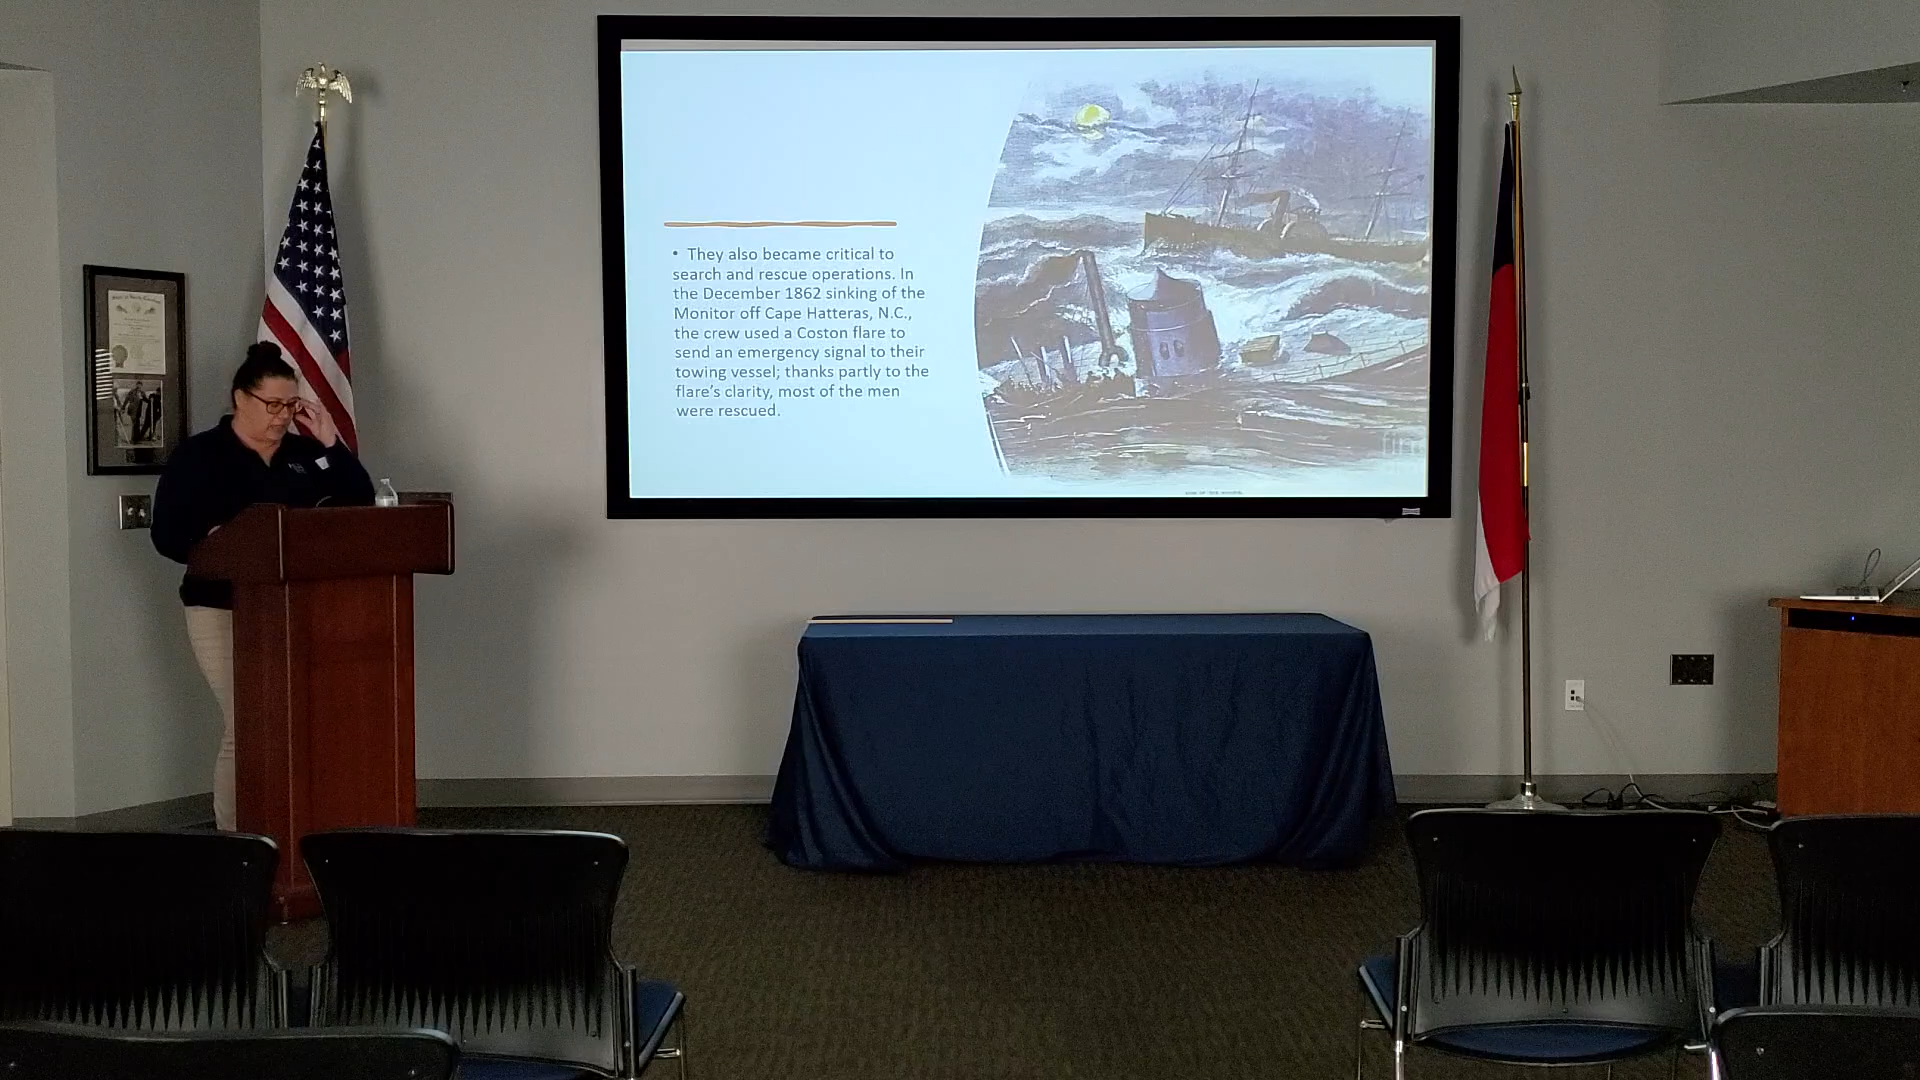 • They also became critical to
search and rescue operations. In
the December 1862 sinking of the
Monitor off Cape Hatteras, N.C.,
the crew used a Coston flare to
send an emergency signal to their
towing vessel; thanks partly to the
flare's clarity, most of the men
were rescued.